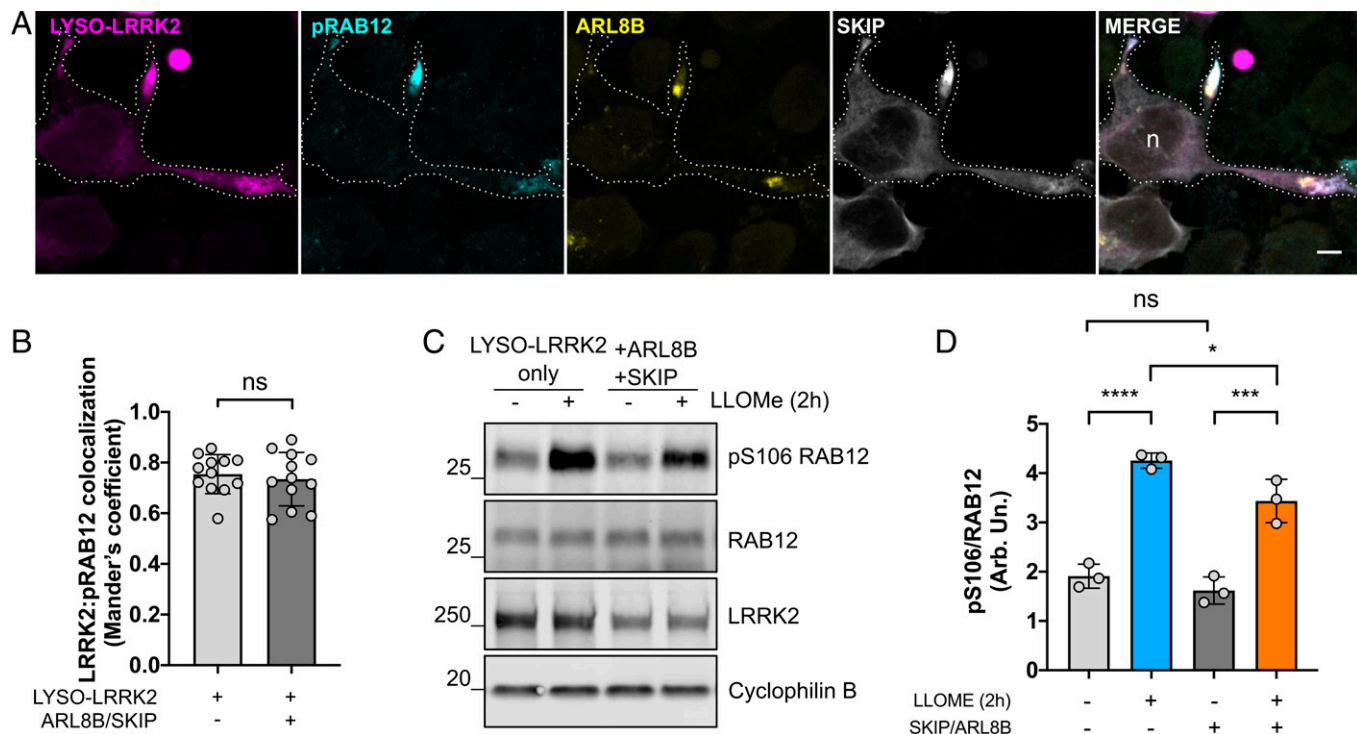 A
LYSO-LRRK2
pRAB12
ARL8B
SKIP
MERGE
n
B
LRRK2:pRAB12 colocalization
(Mander's coefficient)
ns
1.0
0.8
0.6
0.4
0.2
0.0
LYSO-LRRK2 + +
ARL8B/SKIP - +
C
LYSO-LRRK2
only
+ARL8B
+SKIP
- + - + LLOMe (2h)
25
pS106 RAB12
25
RAB12
250
LRRK2
20
Cyclophilin B
D
ns
*
**** ***
pS106/RAB12
(Arb. Un.)
5
4
3
2
1
0
LLOME (2h) - + - +
SKIP/ARL8B - - + +